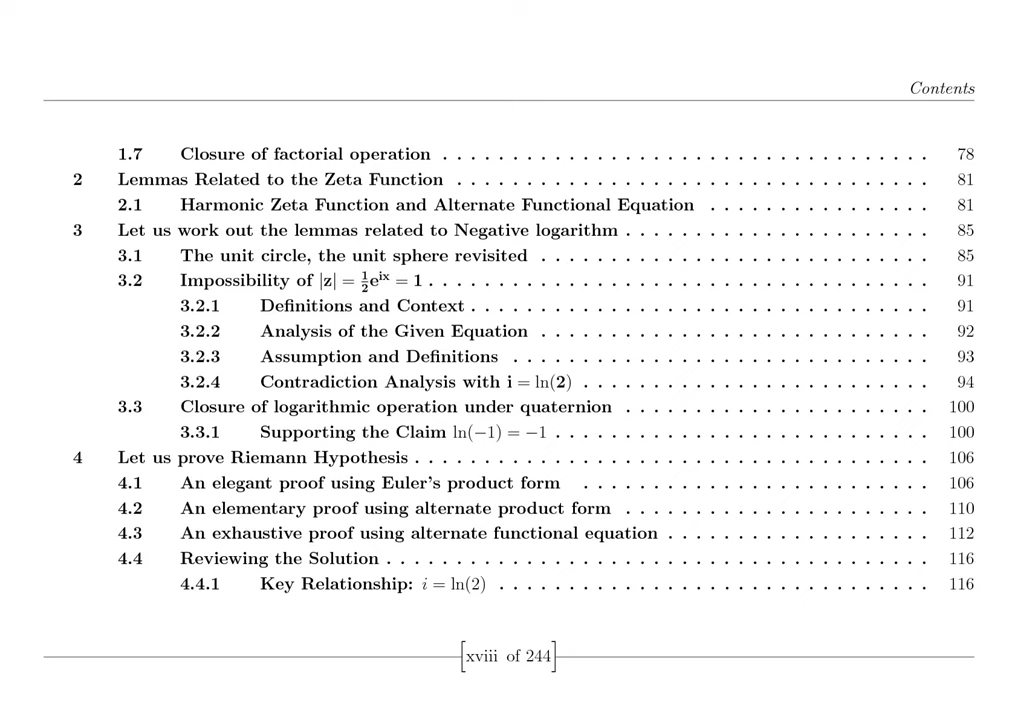 Contents
1.7 Closure of factorial operation . . . . . . . . . . . . . . . . . . . . . . . . . . . . . . . . . . . 78
2 Lemmas Related to the Zeta Function . . . . . . . . . . . . . . . . . . . . . . . . . . . . . . . . . . 81
2.1 Harmonic Zeta Function and Alternate Functional Equation . . . . . . . . . . . . . . . . 81
3 Let us work out the lemmas related to Negative logarithm . . . . . . . . . . . . . . . . . . . . . . 85
3.1 The unit circle, the unit sphere revisited . . . . . . . . . . . . . . . . . . . . . . . . . . . . 85
3.2 Impossibility of |z| = ½e^{ix} = 1 . . . . . . . . . . . . . . . . . . . . . . . . . . . . . . . . . . . . 91
3.2.1 Definitions and Context . . . . . . . . . . . . . . . . . . . . . . . . . . . . . . . . . 91
3.2.2 Analysis of the Given Equation . . . . . . . . . . . . . . . . . . . . . . . . . . . . 92
3.2.3 Assumption and Definitions . . . . . . . . . . . . . . . . . . . . . . . . . . . . . . 93
3.2.4 Contradiction Analysis with i = ln(2) . . . . . . . . . . . . . . . . . . . . . . . . . 94
3.3 Closure of logarithmic operation under quaternion . . . . . . . . . . . . . . . . . . . . . . 100
3.3.1 Supporting the Claim ln(−1) = −1 . . . . . . . . . . . . . . . . . . . . . . . . . . . 100
4 Let us prove Riemann Hypothesis . . . . . . . . . . . . . . . . . . . . . . . . . . . . . . . . . . . . . 106
4.1 An elegant proof using Euler's product form . . . . . . . . . . . . . . . . . . . . . . . . . 106
4.2 An elementary proof using alternate product form . . . . . . . . . . . . . . . . . . . . . . 110
4.3 An exhaustive proof using alternate functional equation . . . . . . . . . . . . . . . . . . . 112
4.4 Reviewing the Solution . . . . . . . . . . . . . . . . . . . . . . . . . . . . . . . . . . . . . . . 116
4.4.1 Key Relationship: i = ln(2) . . . . . . . . . . . . . . . . . . . . . . . . . . . . . . . 116
[xviii of 244]